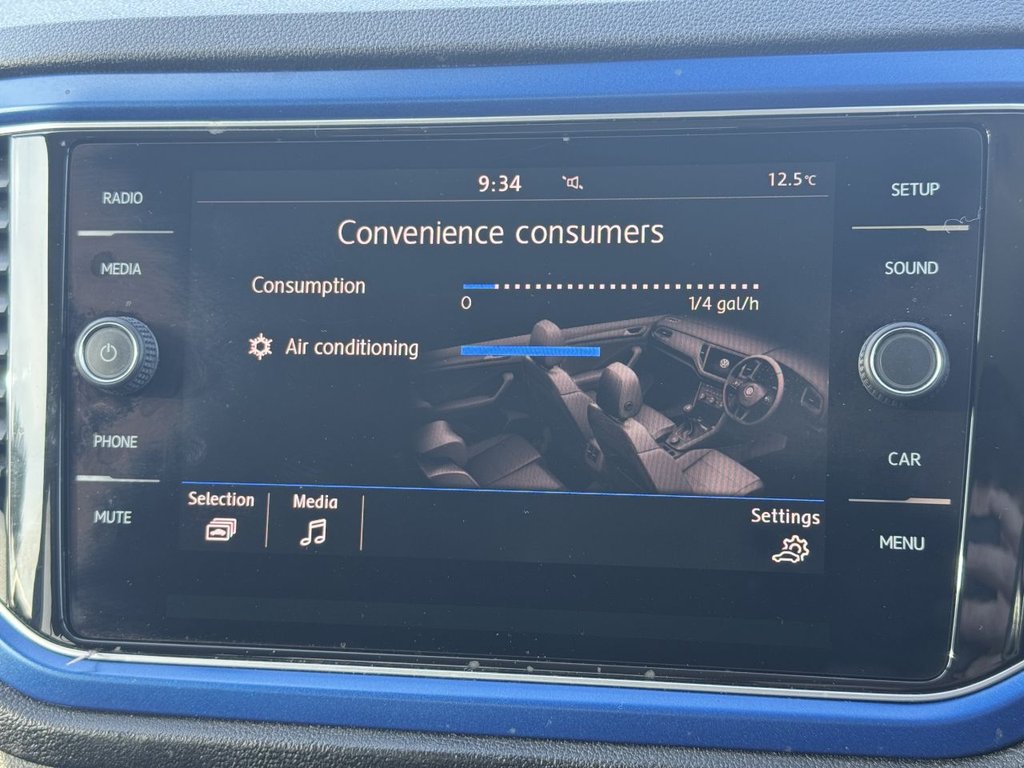 9:34
12.5°C
Convenience consumers
Consumption
0
1/4 gal/h
Air conditioning
Selection
Media
Settings
RADIO
MEDIA
PHONE
MUTE
SETUP
SOUND
CAR
MENU